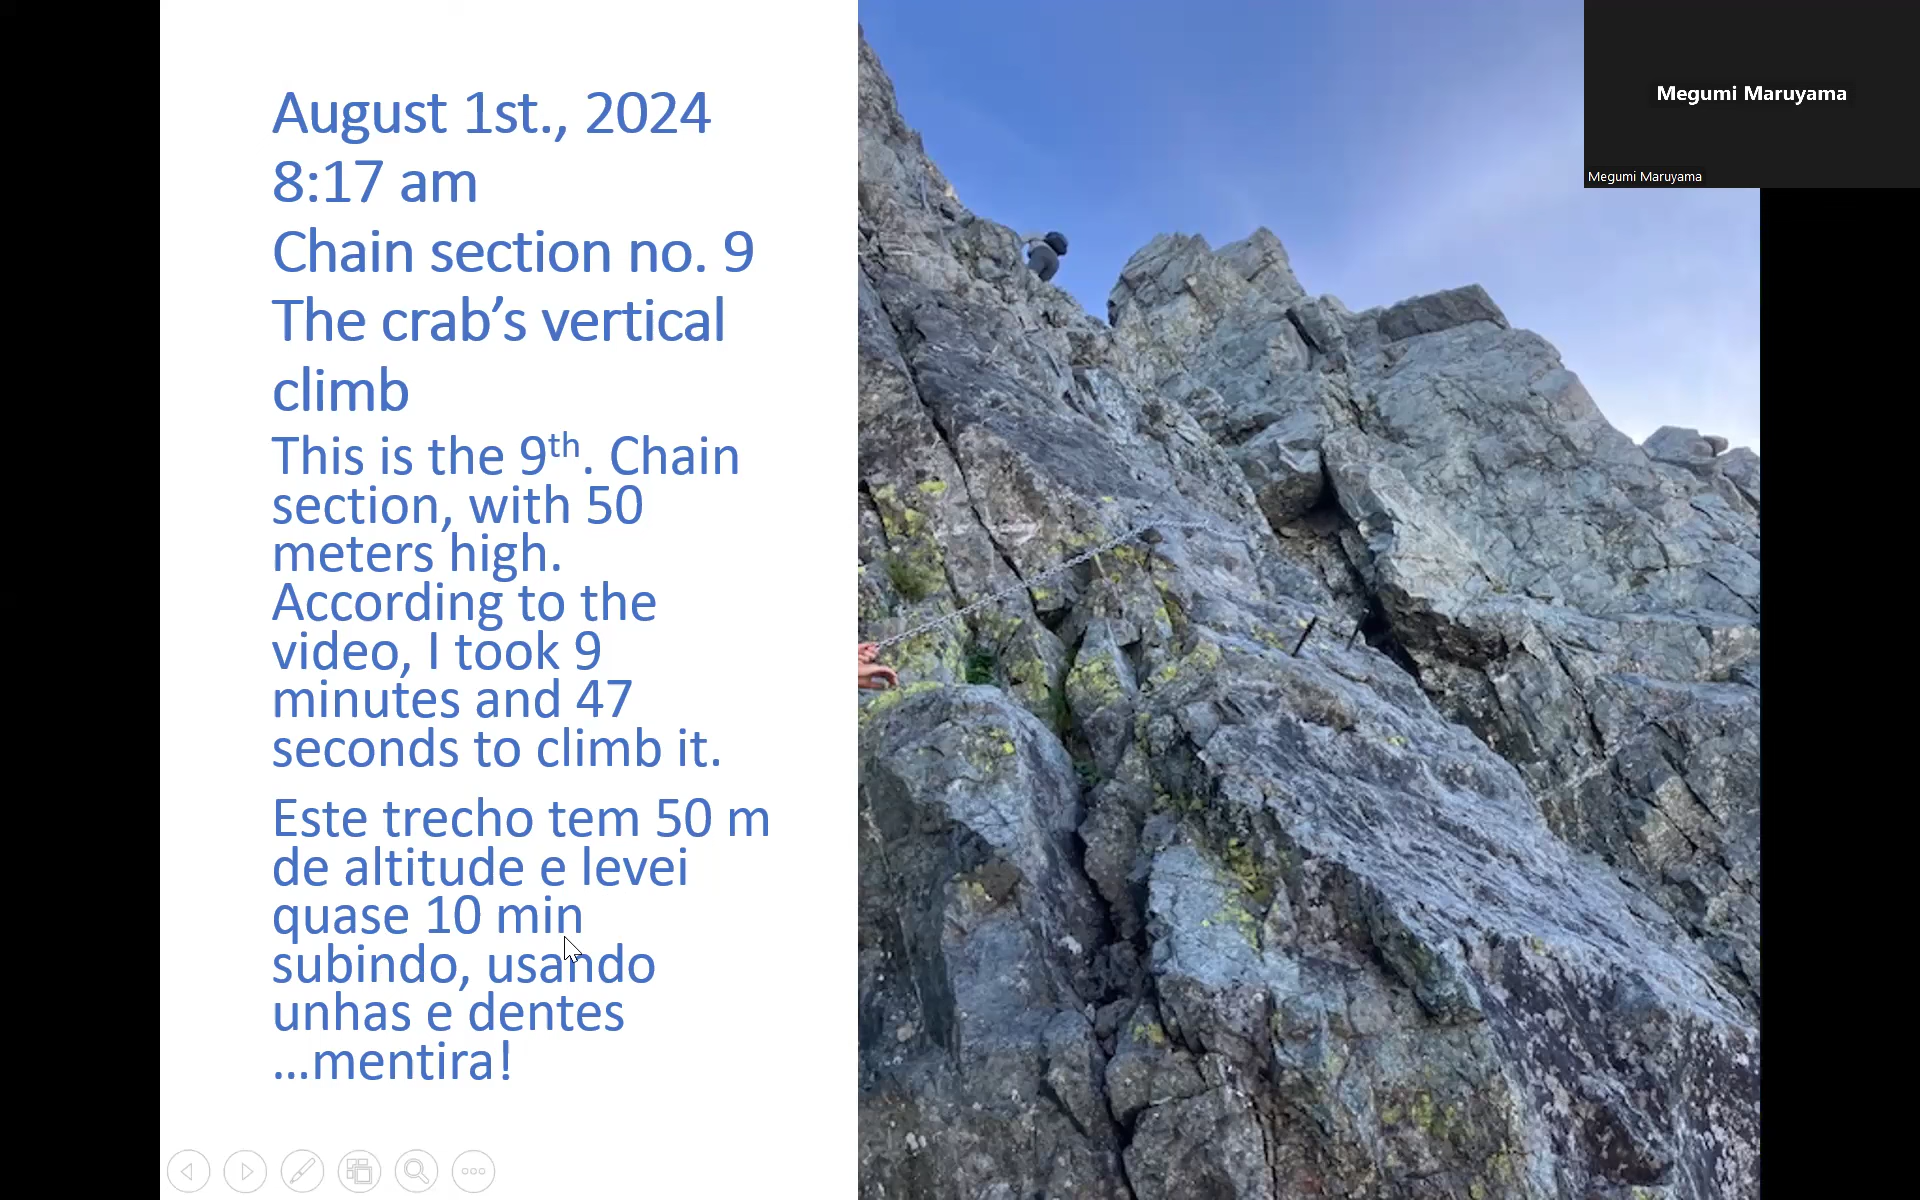 August 1st., 2024
8:17 am
Chain section no. 9
The crab’s vertical
climb
This is the 9th. Chain
section, with 50
meters high.
According to the
video, I took 9
minutes and 47
seconds to climb it.
Este trecho tem 50 m
de altitude e levei
quase 10 min
subindo, usando
unhas e dentes
...mentira!
Megumi Maruyama
Megumi Maruyama